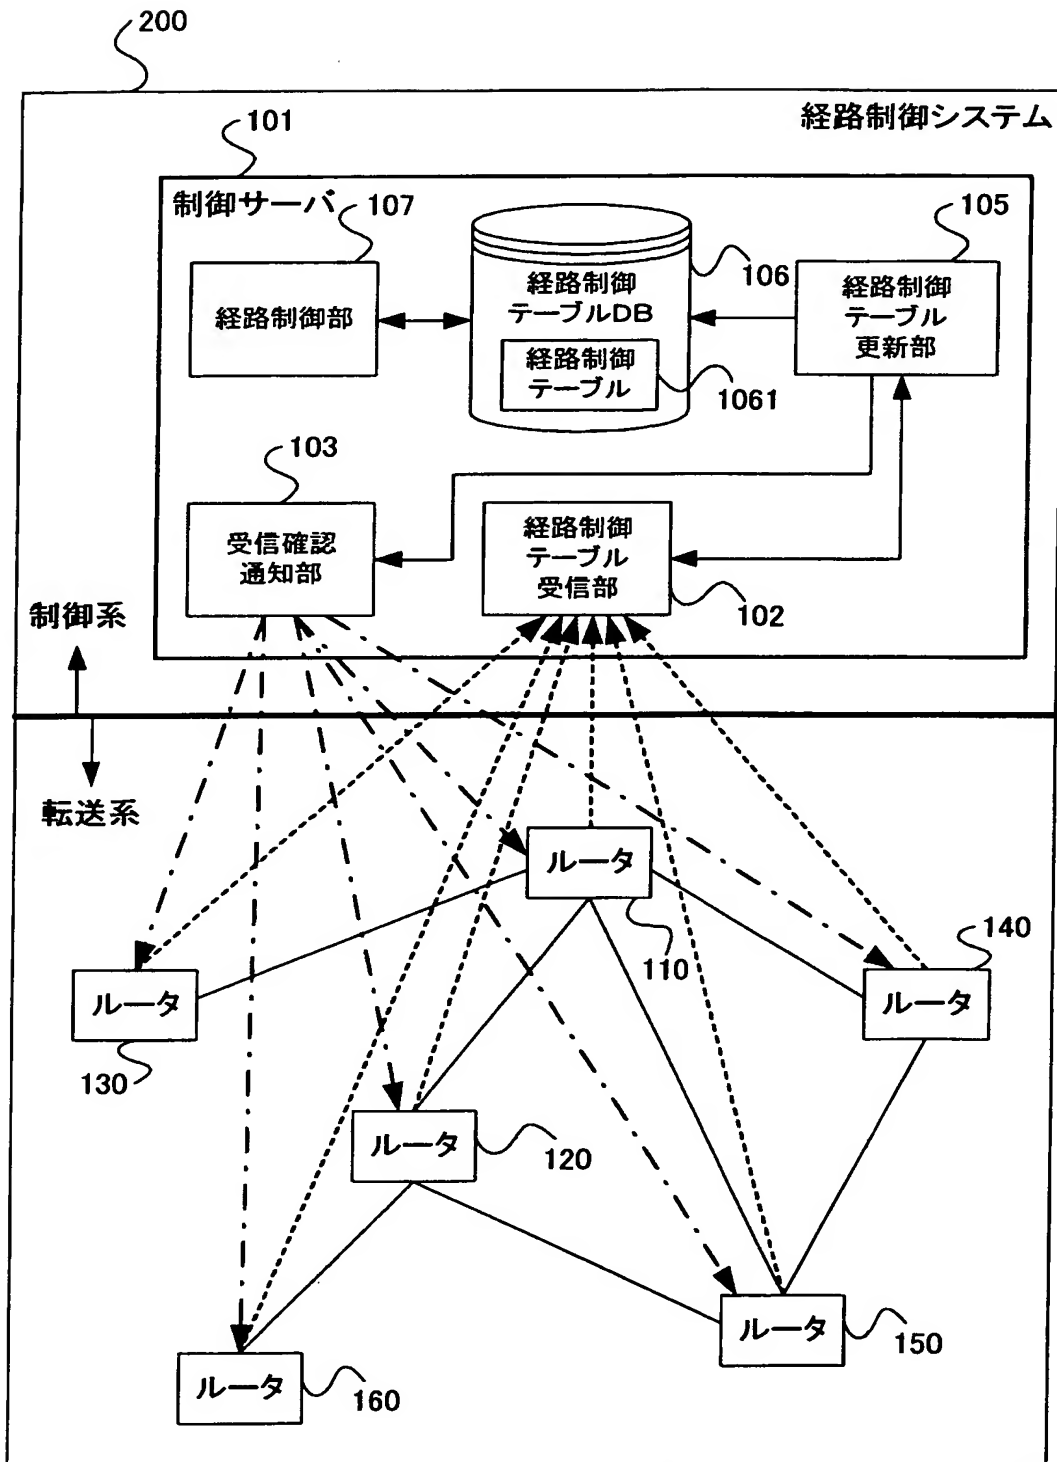 200
経路制御システム
101
制御サーバ
107
105
106
経路制御
テーブルDB
経路制御部
経路制御
テーブル
更新部
経路制御
テーブル
1061
103
受信確認
通知部
経路制御
テーブル
受信部
102
制御系
転送系
ルータ
110
140
ルータ
130
ルータ
ルータ
120
ルータ
150
ルータ
160